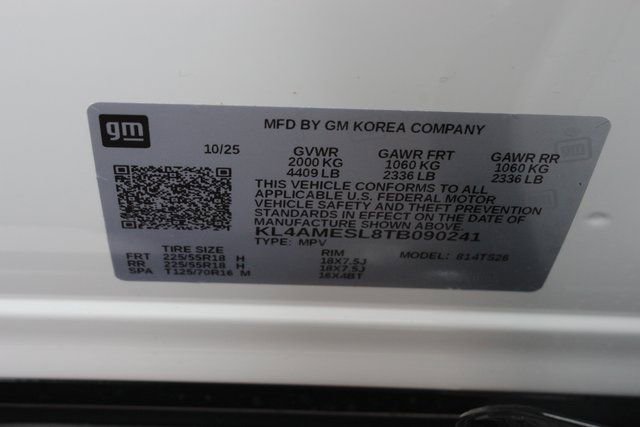 gm
MFD BY GM KOREA COMPANY
10/25 GVWR GAWR FRT GAWR RR
2000 KG 1060 KG 1060 KG
4409 LB 2336 LB 2336 LB
THIS VEHICLE CONFORMS TO ALL
APPLICABLE U.S. FEDERAL MOTOR
VEHICLE SAFETY AND THEFT PREVENTION
STANDARDS IN EFFECT ON THE DATE OF
MANUFACTURE SHOWN ABOVE.
KL4AMESL8TB090241
TYPE: MPV MODEL: 814TS26
TIRE SIZE RIM
FRT 225/55R18 H 18X7.5J
RR 225/55R18 H 18X7.5J
SPA T125/70R16 M 16X4BT